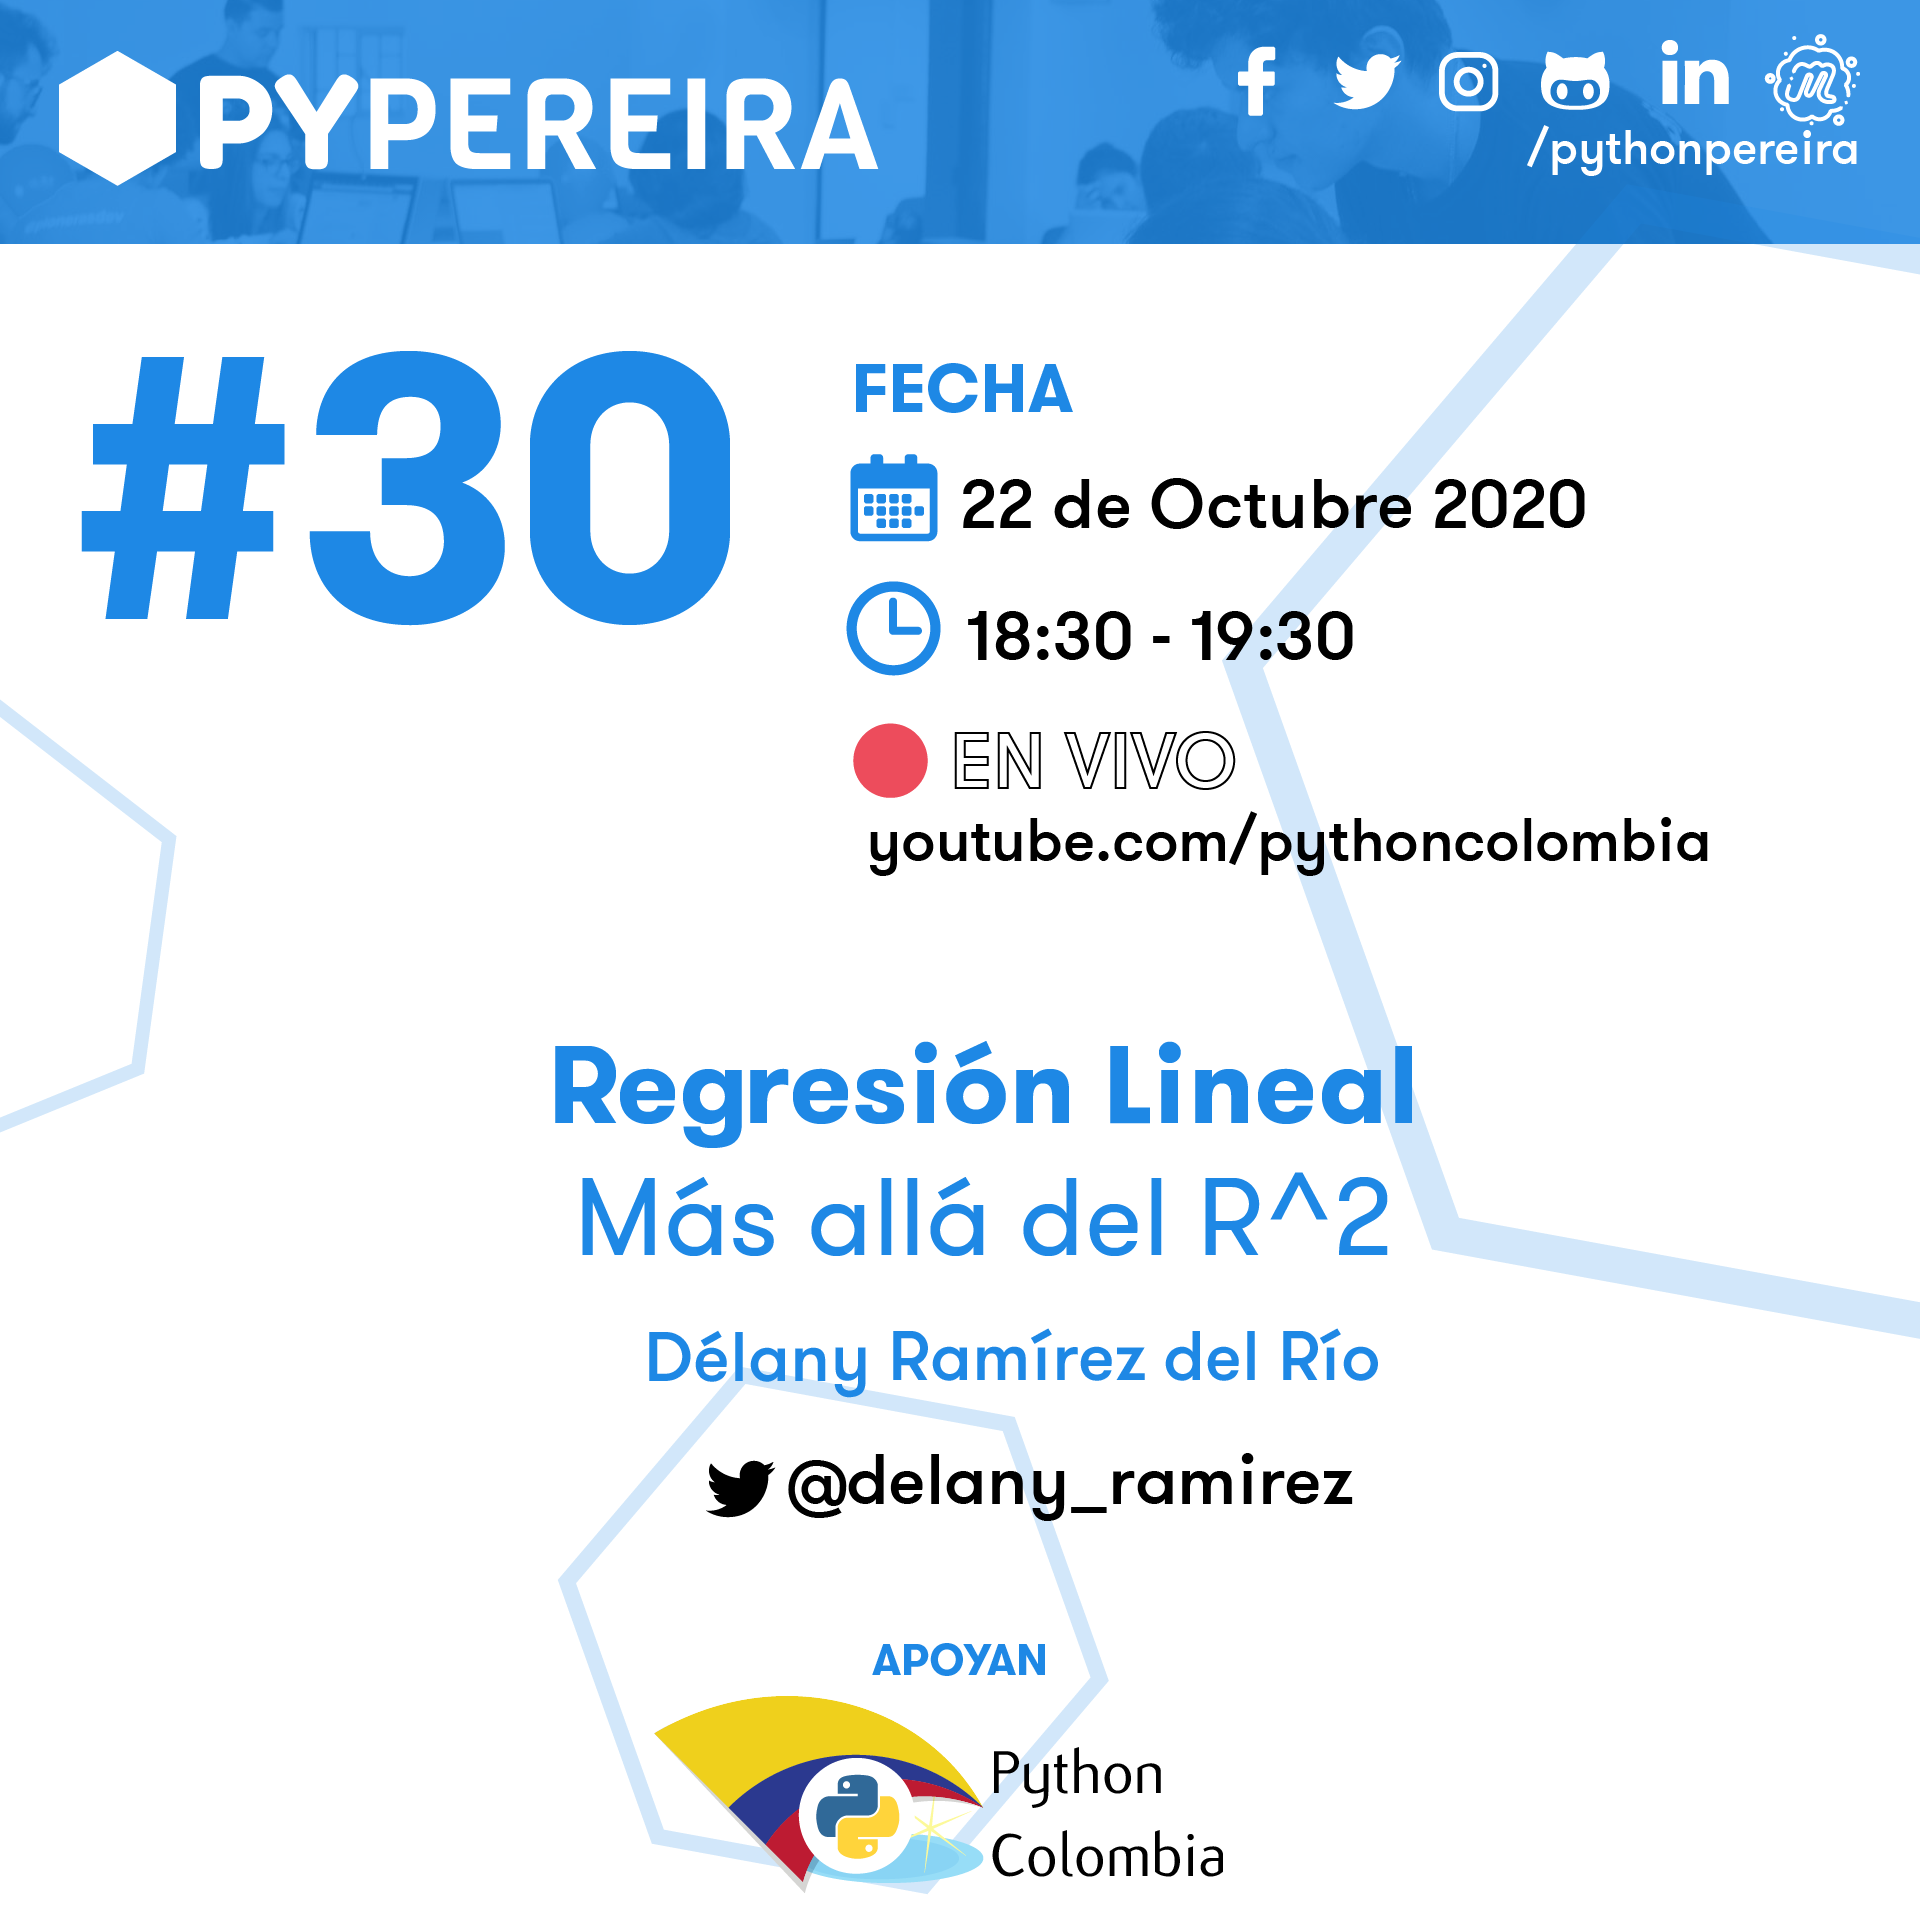 PYPEREIRA
/pythonpereira
#30
FECHA
22 de Octubre 2020
18:30 - 19:30
EN VIVO
youtube.com/pythoncolombia
Regresión Lineal
Más allá del R^2
Délany Ramírez del Río
@delany_ramirez
APOYAN
Python
Colombia